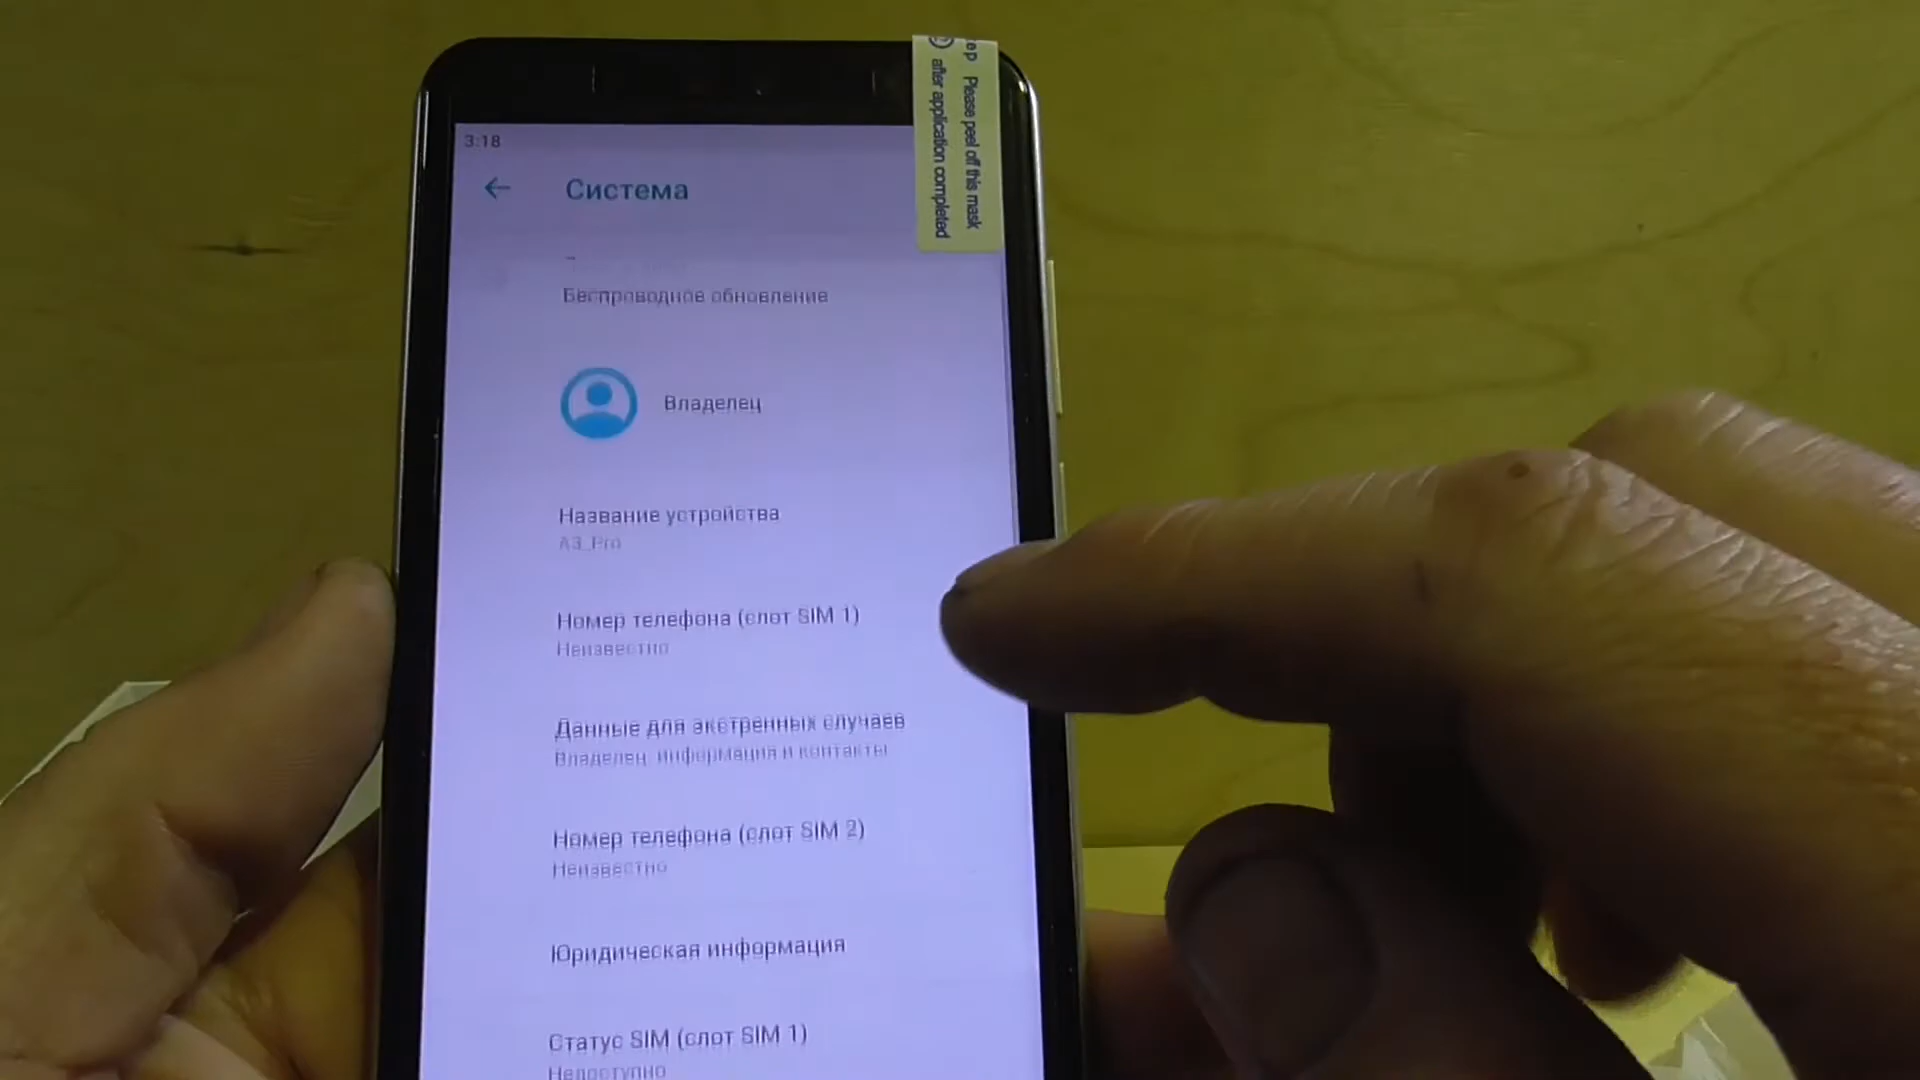 3:18
Please peel off this mask
after application completed
Система
Беспроводное обновление
Владелец
Название устройства
A3_Pro
Номер телефона (слот SIM 1)
Неизвестно
Данные для экстренных случаев
Владелец, информация и контакты
Номер телефона (слот SIM 2)
Неизвестно
Юридическая информация
Статус SIM (слот SIM 1)
Недоступно